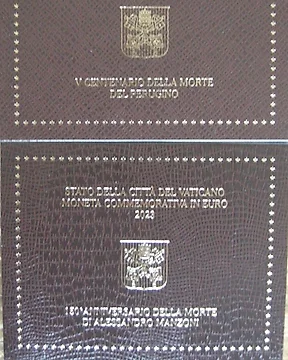 V CENTENARIO DELLA MORTE
DEL PERUGINO
STATO DELLA CITTÀ DEL VATICANO
MONETA COMMEMORATIVA IN EURO
2023
150°ANNIVERSARIO DELLA MORTE
DI ALESSANDRO MANZONI